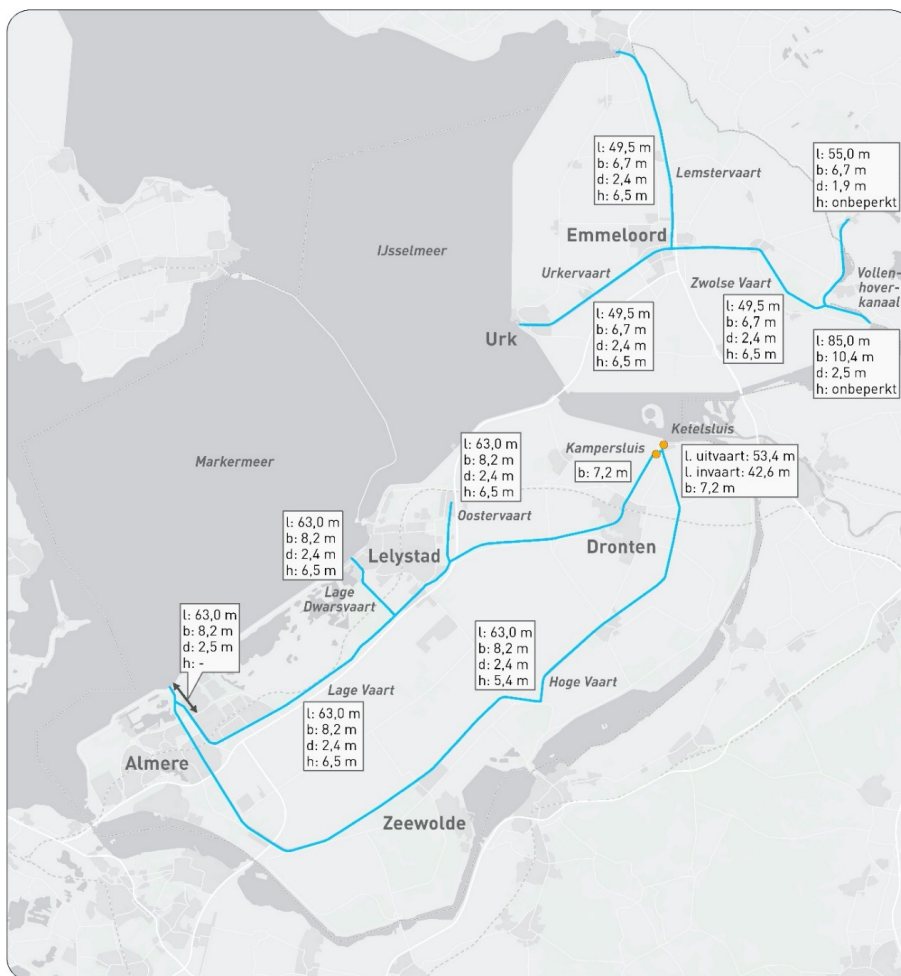 l: 49,5 m
b: 6,7 m
d: 2,4 m
h: 6,5 m
Lemstervaart
l: 55,0 m
b: 6,7 m
d: 1,9 m
h: onbeperkt
Emmeloord
IJsselmeer
Urkervaart
Zwolse Vaart
Vollen-
hover-
kanaal
l: 49,5 m
b: 6,7 m
d: 2,4 m
h: 6,5 m
l: 49,5 m
b: 6,7 m
d: 2,4 m
h: 6,5 m
Urk
l: 85,0 m
b: 10,4 m
d: 2,5 m
h: onbeperkt
l: 63,0 m
b: 8,2 m
d: 2,4 m
h: 6,5 m
Ketelsluis
Kampersluis
l. uitvaart: 53,4 m
l. invaart: 42,6 m
b: 7,2 m
b: 7,2 m
Markermeer
Oostervaart
l: 63,0 m
b: 8,2 m
d: 2,4 m
h: 6,5 m
Lelystad
Dronten
Lage
Dwarsvaart
l: 63,0 m
b: 8,2 m
d: 2,5 m
h: -
l: 63,0 m
b: 8,2 m
d: 2,4 m
h: 5,4 m
Hoge Vaart
Lage Vaart
l: 63,0 m
b: 8,2 m
d: 2,4 m
h: 6,5 m
Almere
Zeewolde